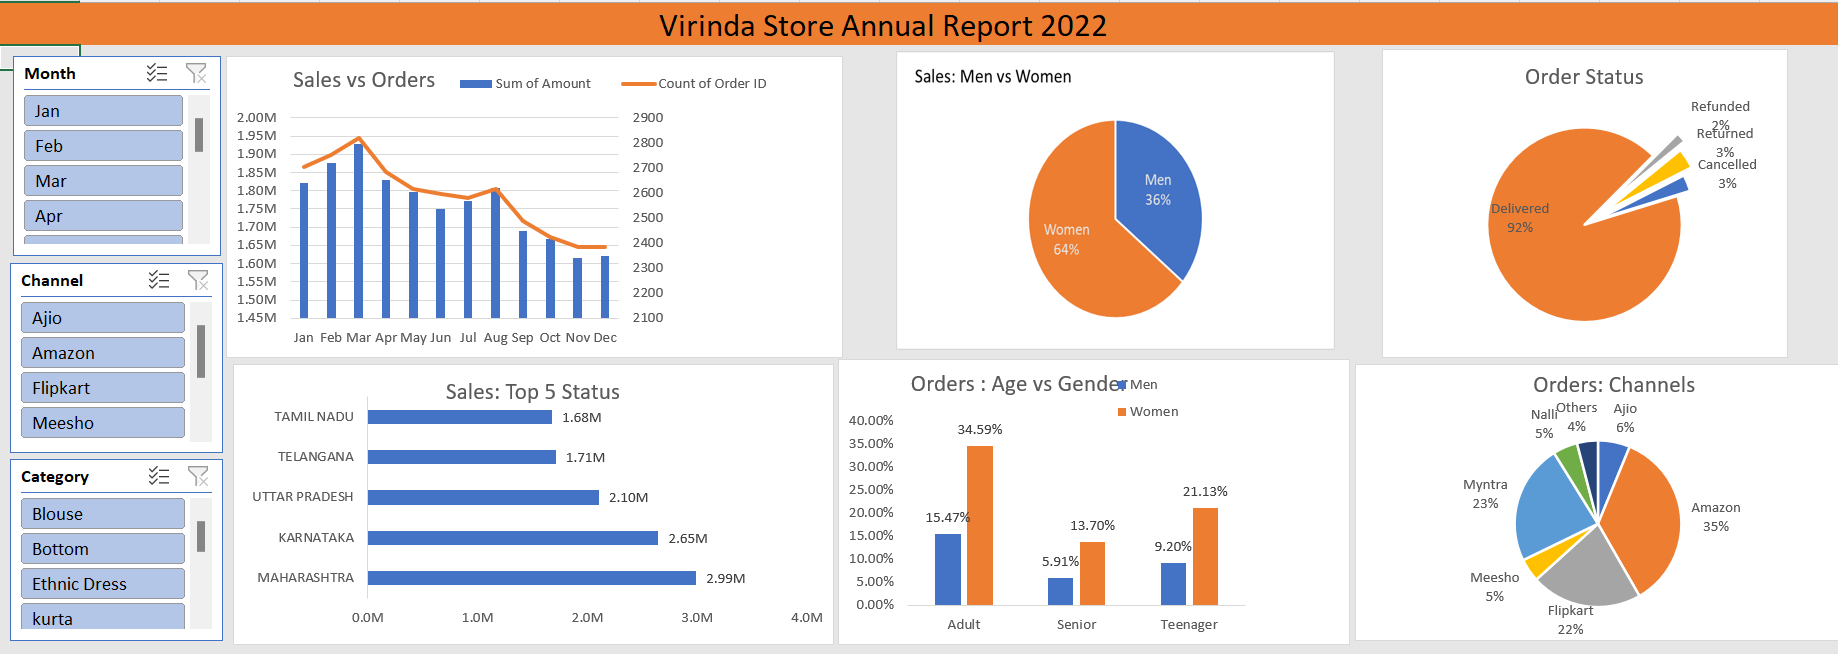 Virinda Store Annual Report 2022
Month
Jan
Feb
Mar
Apr
Channel
Ajio
Amazon
Flipkart
Meesho
Category
Blouse
Bottom
Ethnic Dress
kurta
Sales vs Orders
Sum of Amount
Count of Order ID
2.00M
1.95M
1.90M
1.85M
1.80M
1.75M
1.70M
1.65M
1.60M
1.55M
1.50M
1.45M
2900
2800
2700
2600
2500
2400
2300
2200
2100
Jan Feb Mar Apr May Jun Jul Aug Sep Oct Nov Dec
Sales: Men vs Women
Men
36%
Women
64%
Order Status
Refunded
2%
Returned
3%
Cancelled
3%
Delivered
92%
Sales: Top 5 Status
TAMIL NADU 1.68M
TELANGANA 1.71M
UTTAR PRADESH 2.10M
KARNATAKA 2.65M
MAHARASHTRA 2.99M
0.0M 1.0M 2.0M 3.0M 4.0M
Orders : Age vs Gender
Men
Women
40.00%
35.00%
30.00%
25.00%
20.00%
15.00%
10.00%
5.00%
0.00%
15.47%
34.59%
5.91%
13.70%
9.20%
21.13%
Adult Senior Teenager
Orders: Channels
Ajio
6%
Amazon
35%
Flipkart
22%
Meesho
5%
Myntra
23%
Nalli
5%
Others
4%